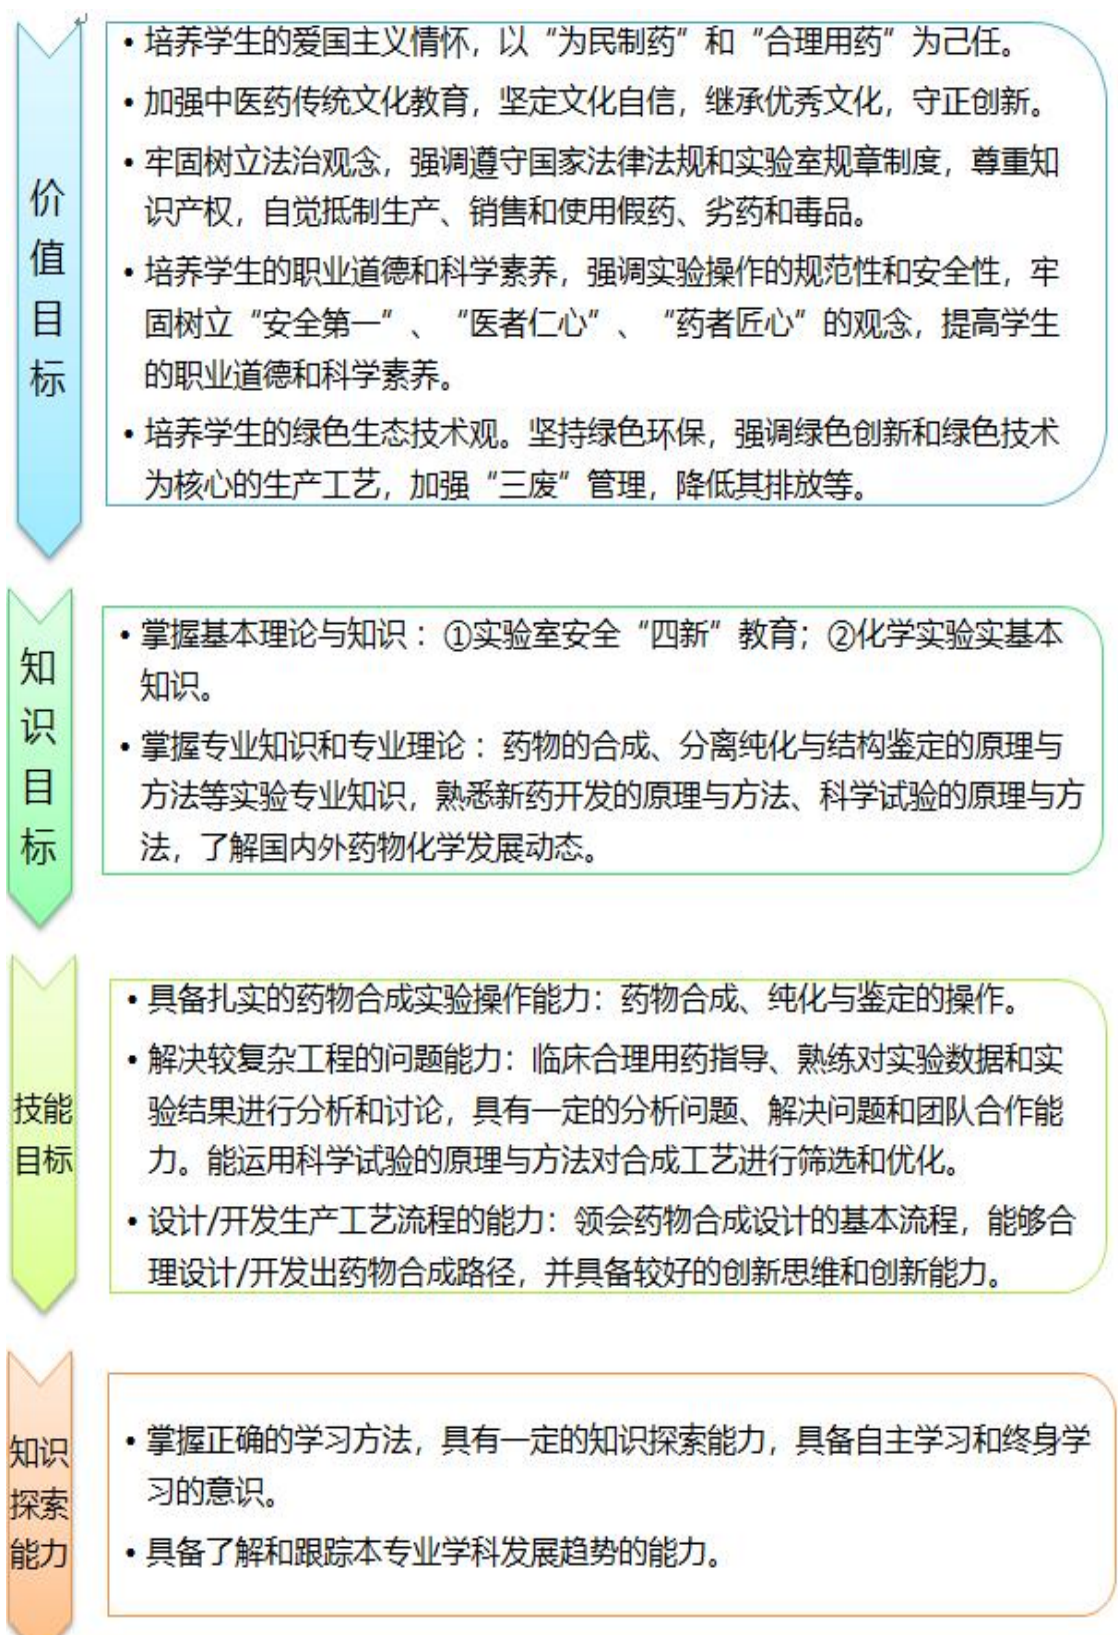 价值目标
• 培养学生的爱国主义情怀，以“为民制药”和“合理用药”为己任。
• 加强中医药传统文化教育，坚定文化自信，继承优秀文化，守正创新。
• 牢固树立法治观念，强调遵守国家法律法规和实验室规章制度，尊重知
识产权，自觉抵制生产、销售和使用假药、劣药和毒品。
• 培养学生的职业道德和科学素养，强调实验操作的规范性和安全性，牢
固树立“安全第一”、“医者仁心”、“药者匠心”的观念，提高学生
的职业道德和科学素养。
• 培养学生的绿色生态技术观。坚持绿色环保，强调绿色创新和绿色技术
为核心的生产工艺，加强“三废”管理，降低其排放等。
知识目标
• 掌握基本理论与知识：①实验室安全“四新”教育；②化学实验实基本
知识。
• 掌握专业知识和专业理论：药物的合成、分离纯化与结构鉴定的原理与
方法等实验专业知识，熟悉新药开发的原理与方法、科学试验的原理与方
法，了解国内外药物化学发展动态。
技能
目标
• 具备扎实的药物合成实验操作能力：药物合成、纯化与鉴定的操作。
• 解决较复杂工程的问题能力：临床合理用药指导、熟练对实验数据和实
验结果进行分析和讨论，具有一定的分析问题、解决问题和团队合作能
力。能运用科学试验的原理与方法对合成工艺进行筛选和优化。
• 设计/开发生产工艺流程的能力：领会药物合成设计的基本流程，能够合
理设计/开发出药物合成路径，并具备较好的创新思维和创新能力。
知识
探索
能力
• 掌握正确的学习方法，具有一定的知识探索能力，具备自主学习和终身学
习的意识。
• 具备了解和跟踪本专业学科发展趋势的能力。